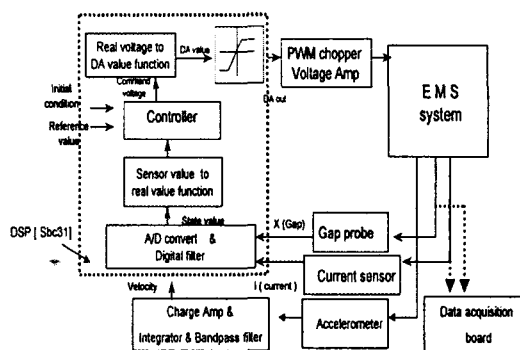 Real voltage to
DA value function
DA value
PWM chopper
Voltage Amp
E M S
system
Command
voltage
DA out
Initial
condition
Reference
value
Controller
Sensor value to
real value function
State value
DSP [ Sbc31]
A/D convert &
Digital filter
X (Gap)
Gap probe
I ( current )
Current sensor
Velocity
Charge Amp &
Integrator & Bandpass filter
Accelerometer
Data acquisition
board